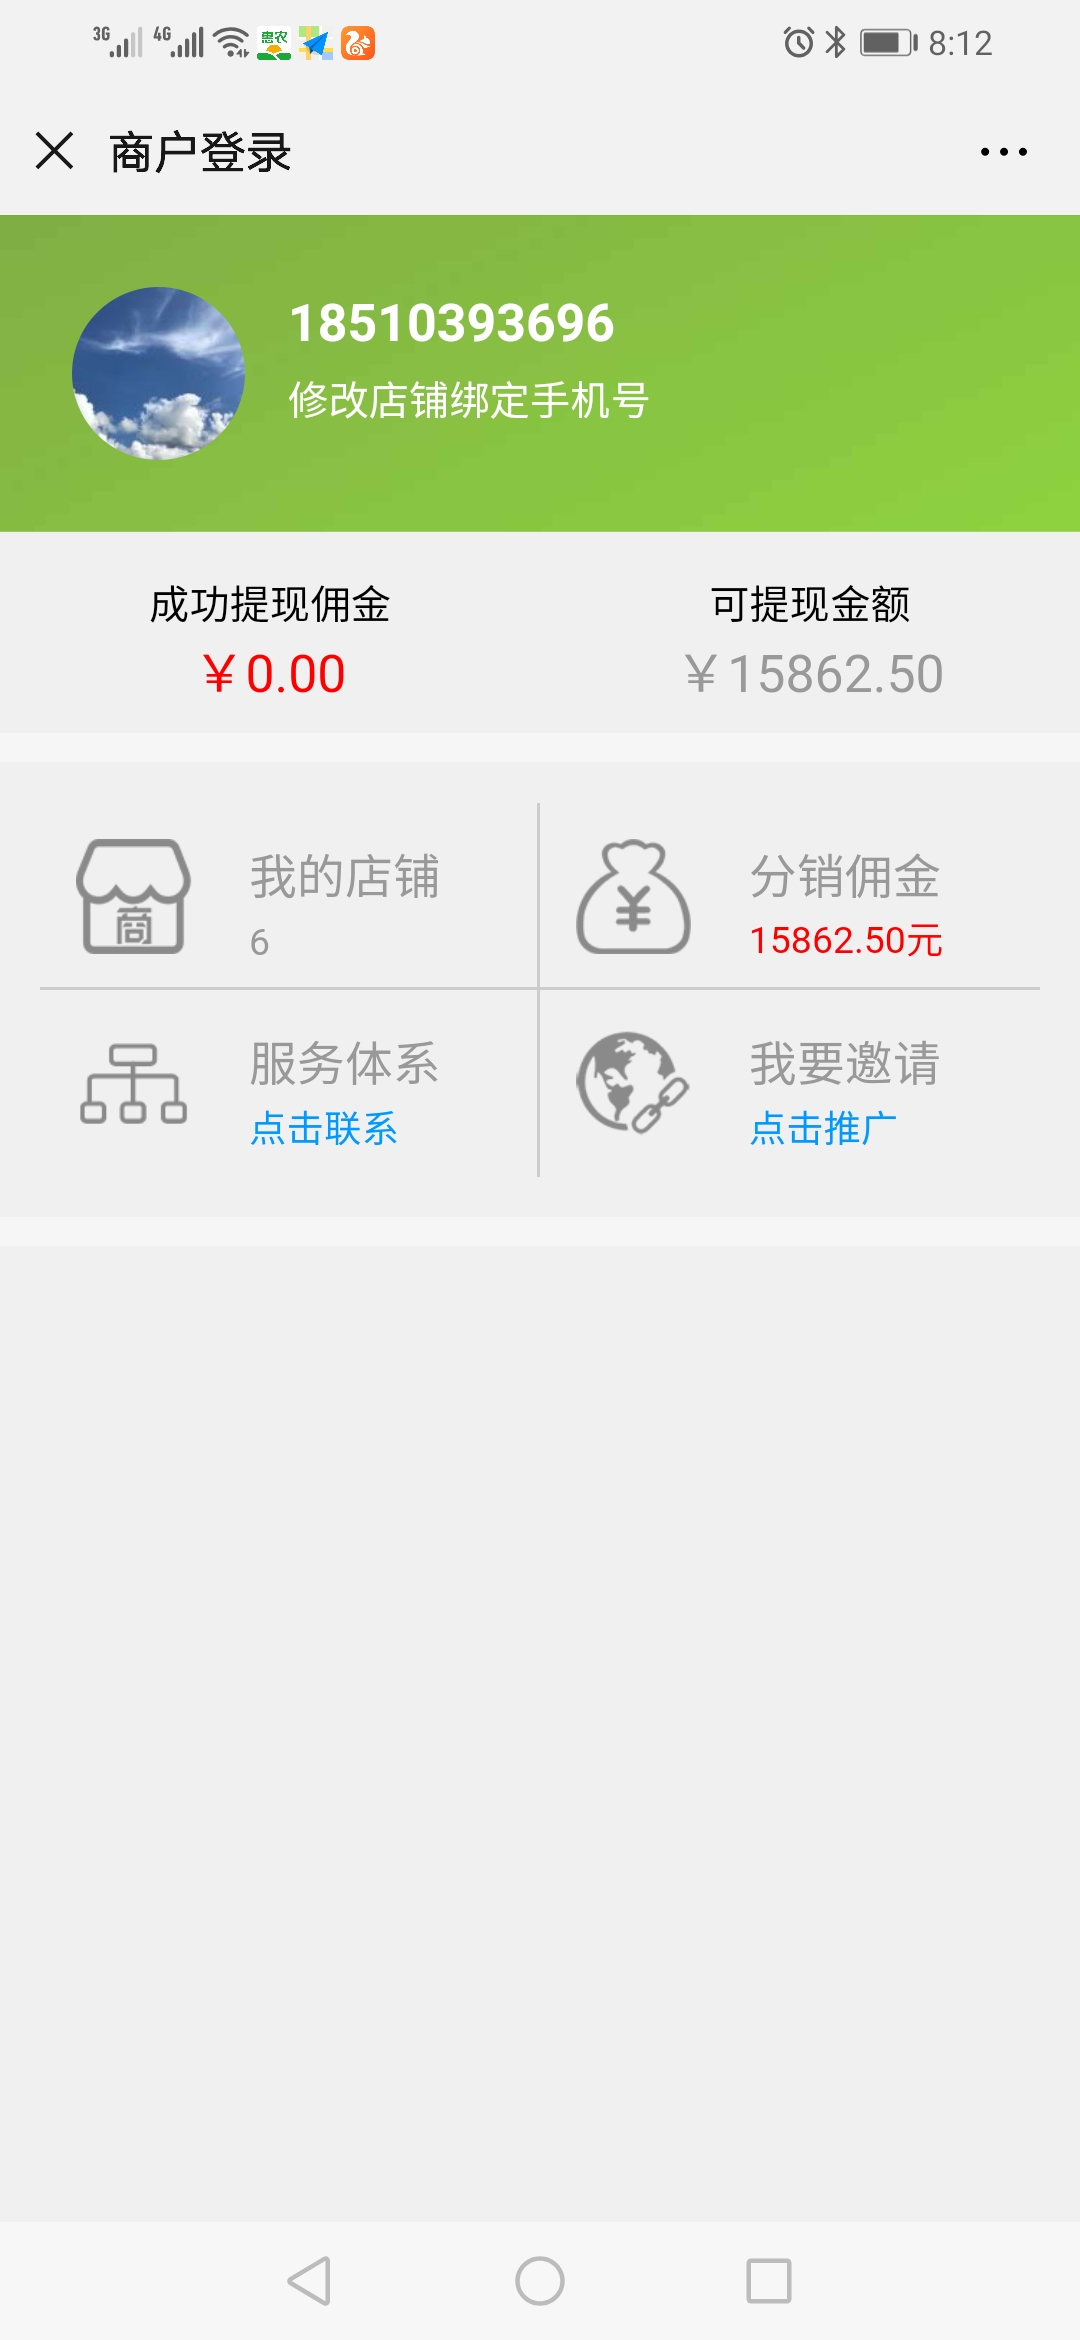 3G 4G 惠农 8:12
商户登录
18510393696
修改店铺绑定手机号
成功提现佣金 可提现金额
￥0.00 ￥15862.50
我的店铺 分销佣金
商 ¥
6 15862.50元
服务体系 我要邀请
点击联系 点击推广